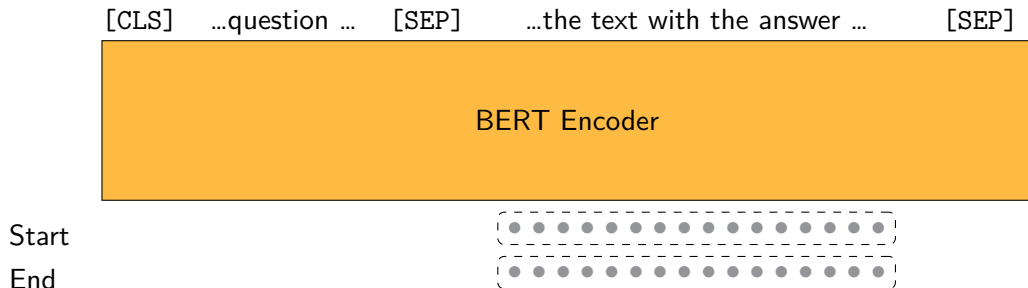 [CLS] …question … [SEP] …the text with the answer … [SEP]
BERT Encoder
Start
End